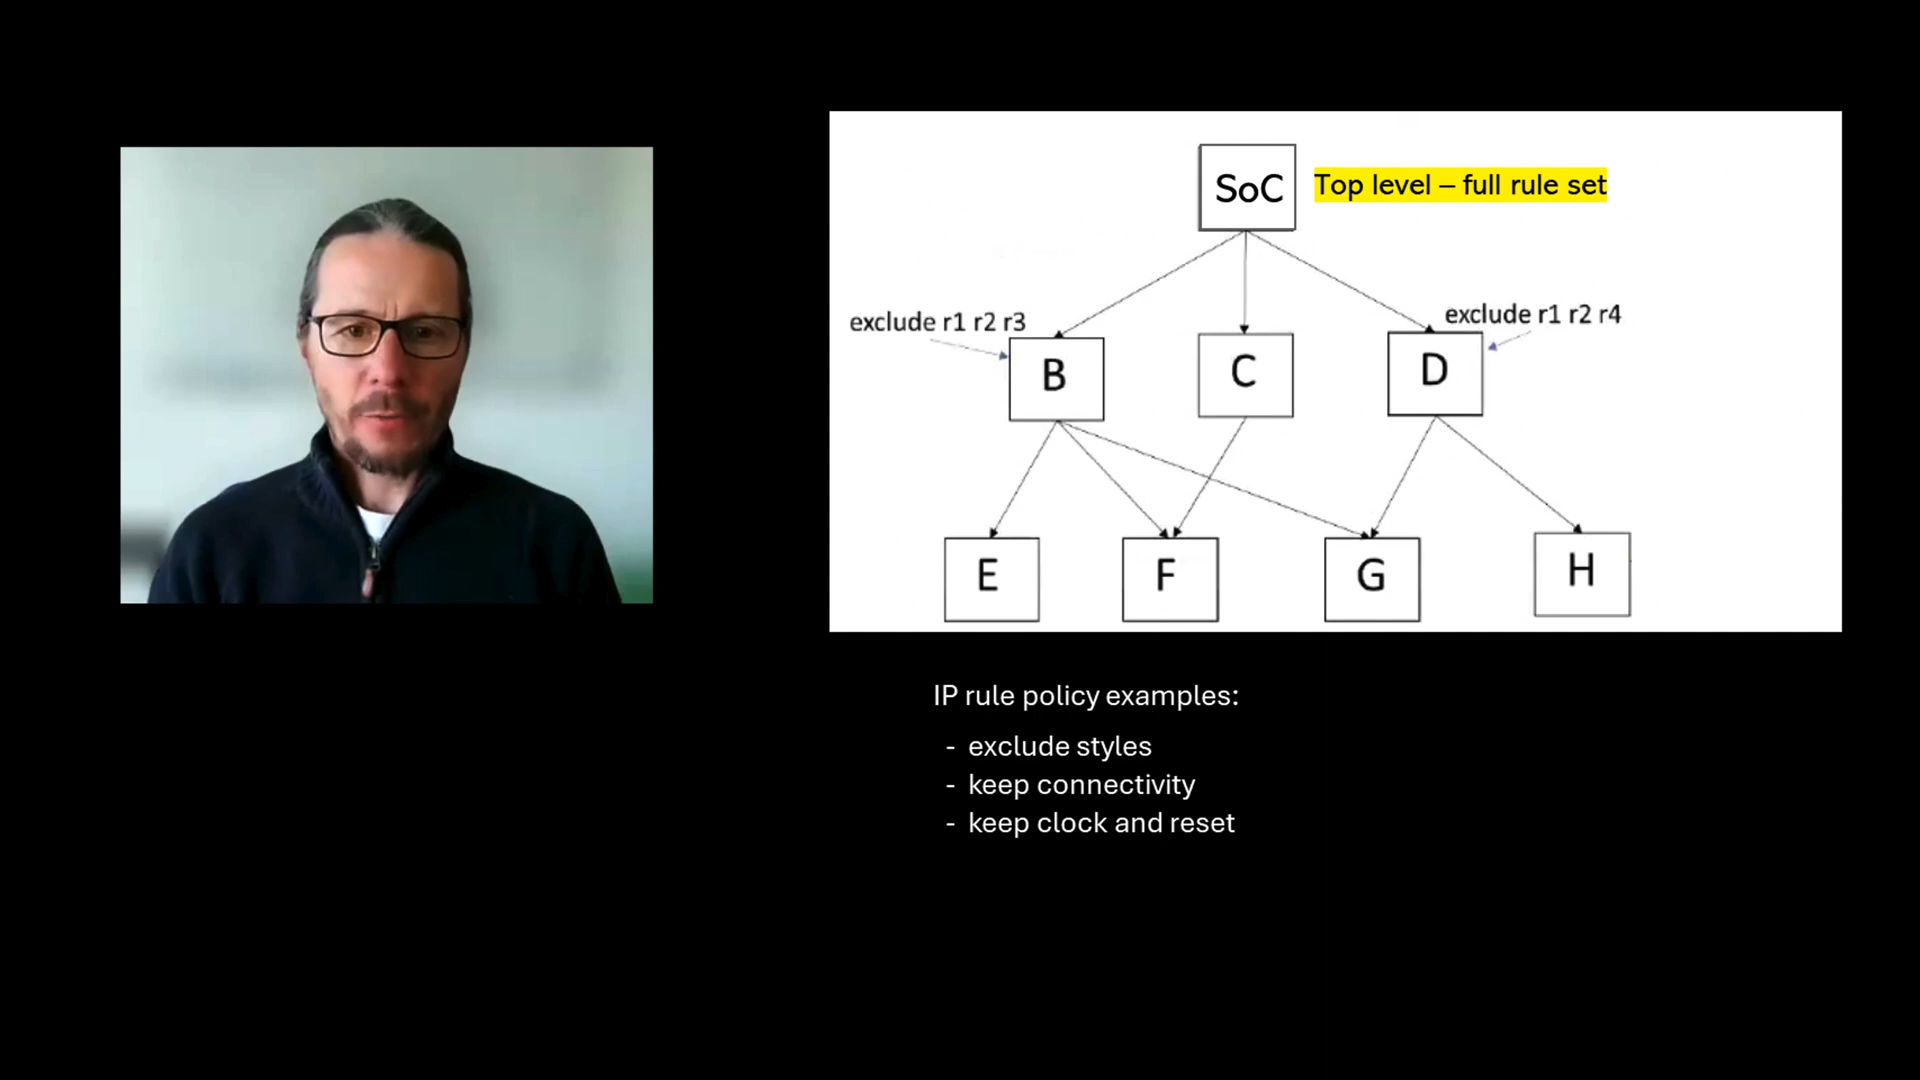 SoC
Top level – full rule set
exclude r1 r2 r3
exclude r1 r2 r4
B
C
D
E
F
G
H
IP rule policy examples:
- exclude styles
- keep connectivity
- keep clock and reset